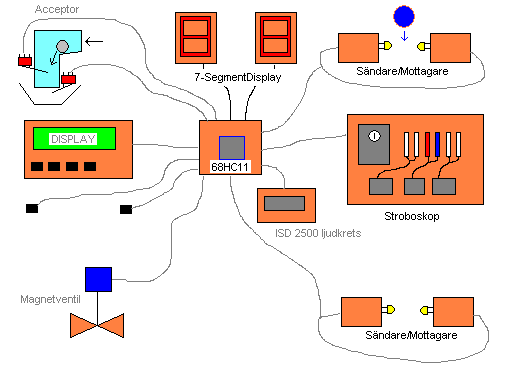 Acceptor
7-SegmentDisplay
Sändare/Mottagare
DISPLAY
68HC11
Stroboskop
ISD 2500 ljudkrets
Magnetventil
Sändare/Mottagare